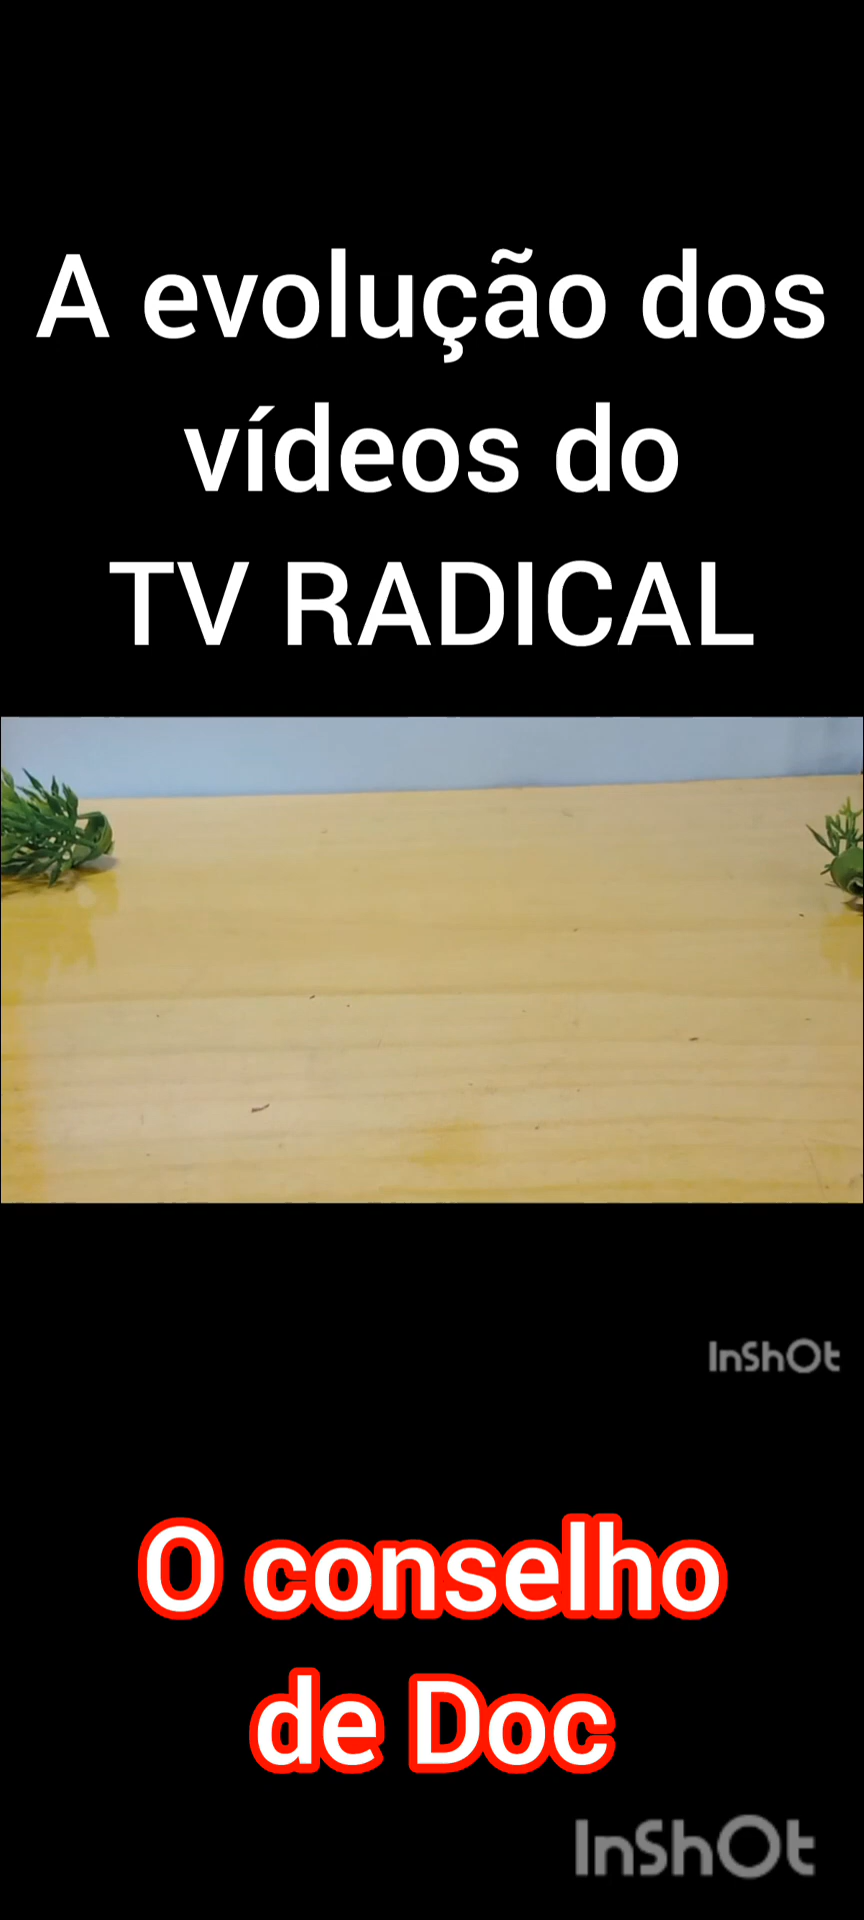 A evolução dos
vídeos do
TV RADICAL
InShOt
O conselho
de Doc
InShOt